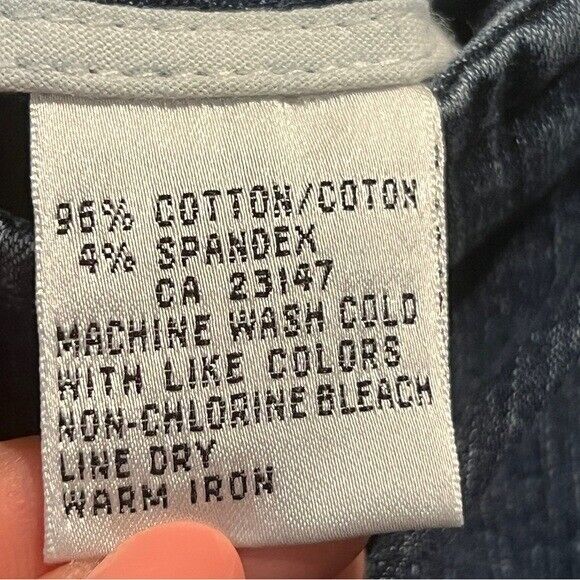 96% COTTON/COTON
4% SPANDEX
CA 23147
MACHINE WASH COLD
WITH LIKE COLORS
NON-CHLORINE BLEACH
LINE DRY
WARM IRON